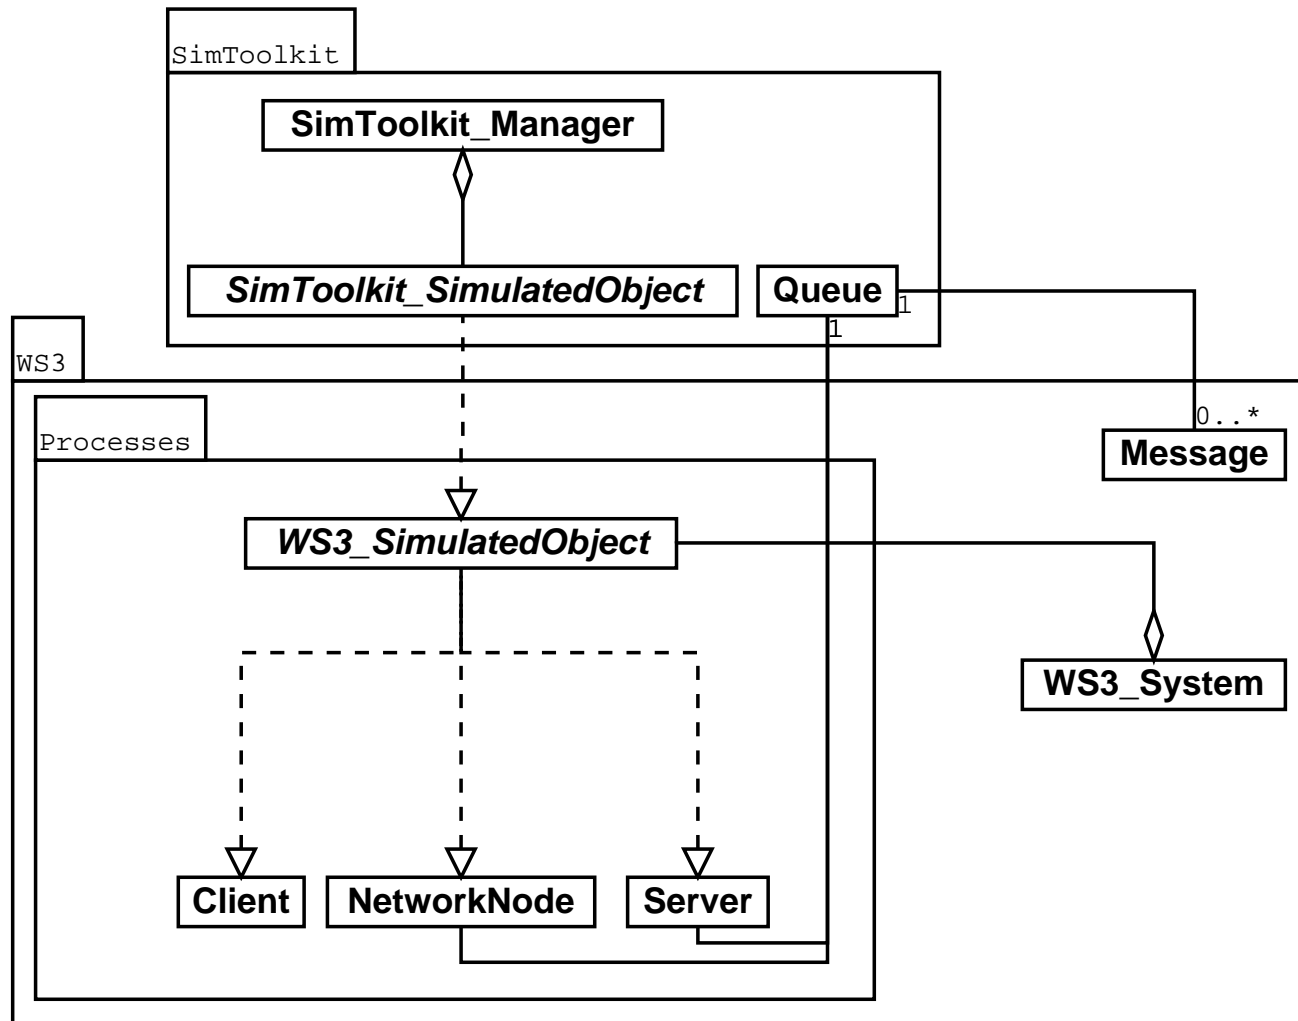 SimToolkit
SimToolkit_Manager
SimToolkit_SimulatedObject
Queue
1
1
WS3
Processes
0..*
Message
WS3_SimulatedObject
WS3_System
Client
NetworkNode
Server